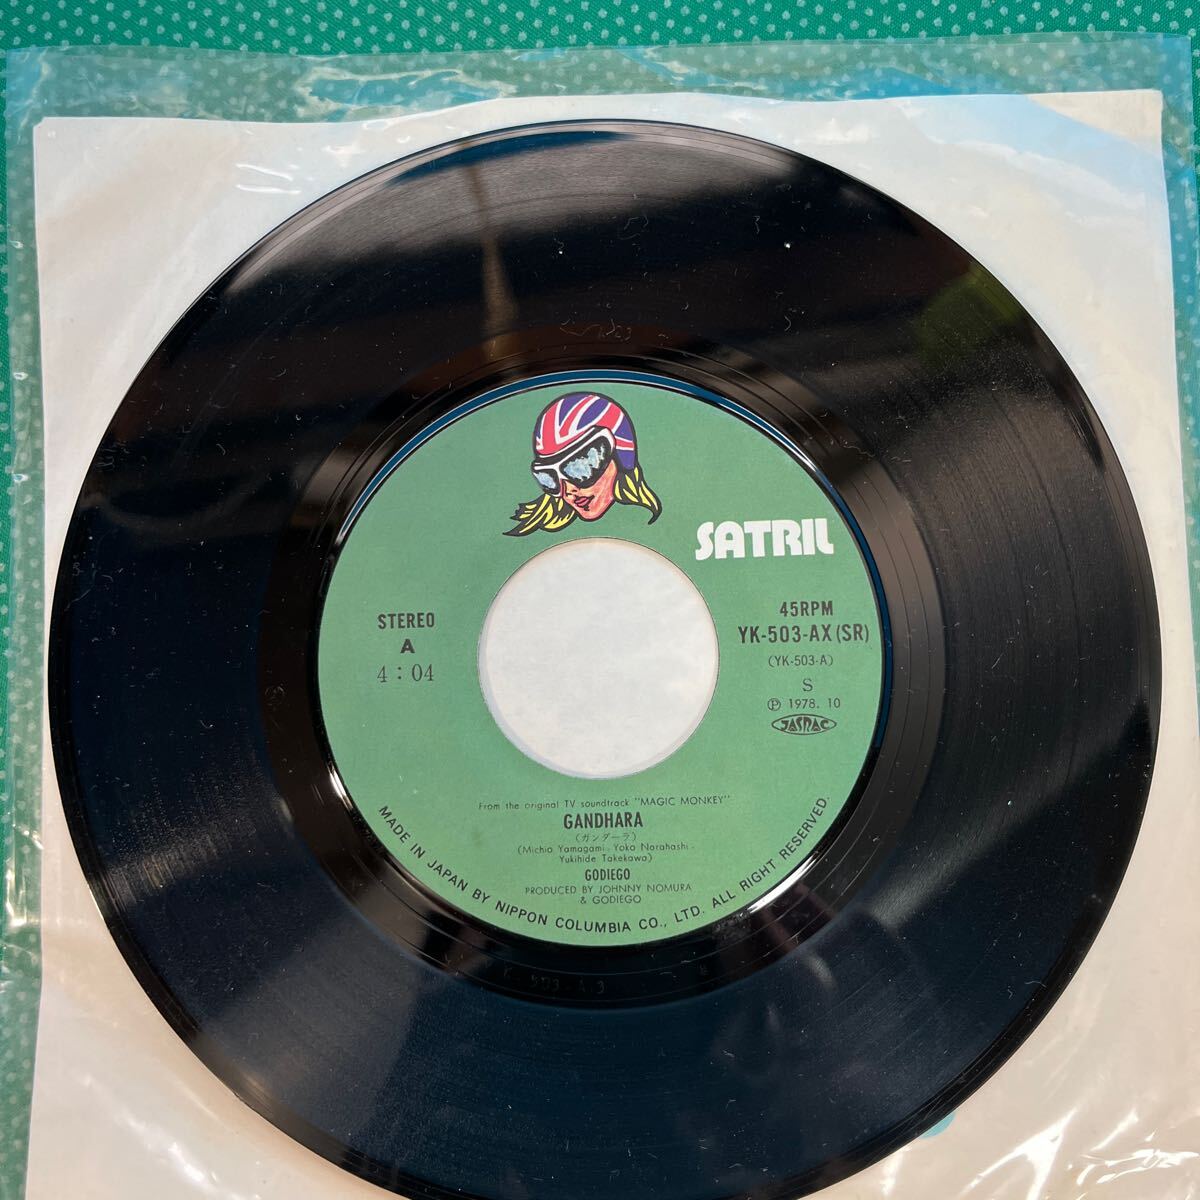 SATRIL
STEREO
A
4：04
45RPM
YK-503-AX (SR)
(YK-503-A)
S
Ⓟ 1978. 10
JASRAC
From the original TV soundtrack "MAGIC MONKEY"
GANDHARA
(ガンダーラ)
(Michio Yamagami. Yoko Narahashi.
Yukihide Takekawa)
GODIEGO
PRODUCED BY JOHNNY NOMURA
& GODIEGO
MADE IN JAPAN BY NIPPON COLUMBIA CO., LTD. ALL RIGHT RESERVED.
503-A-3